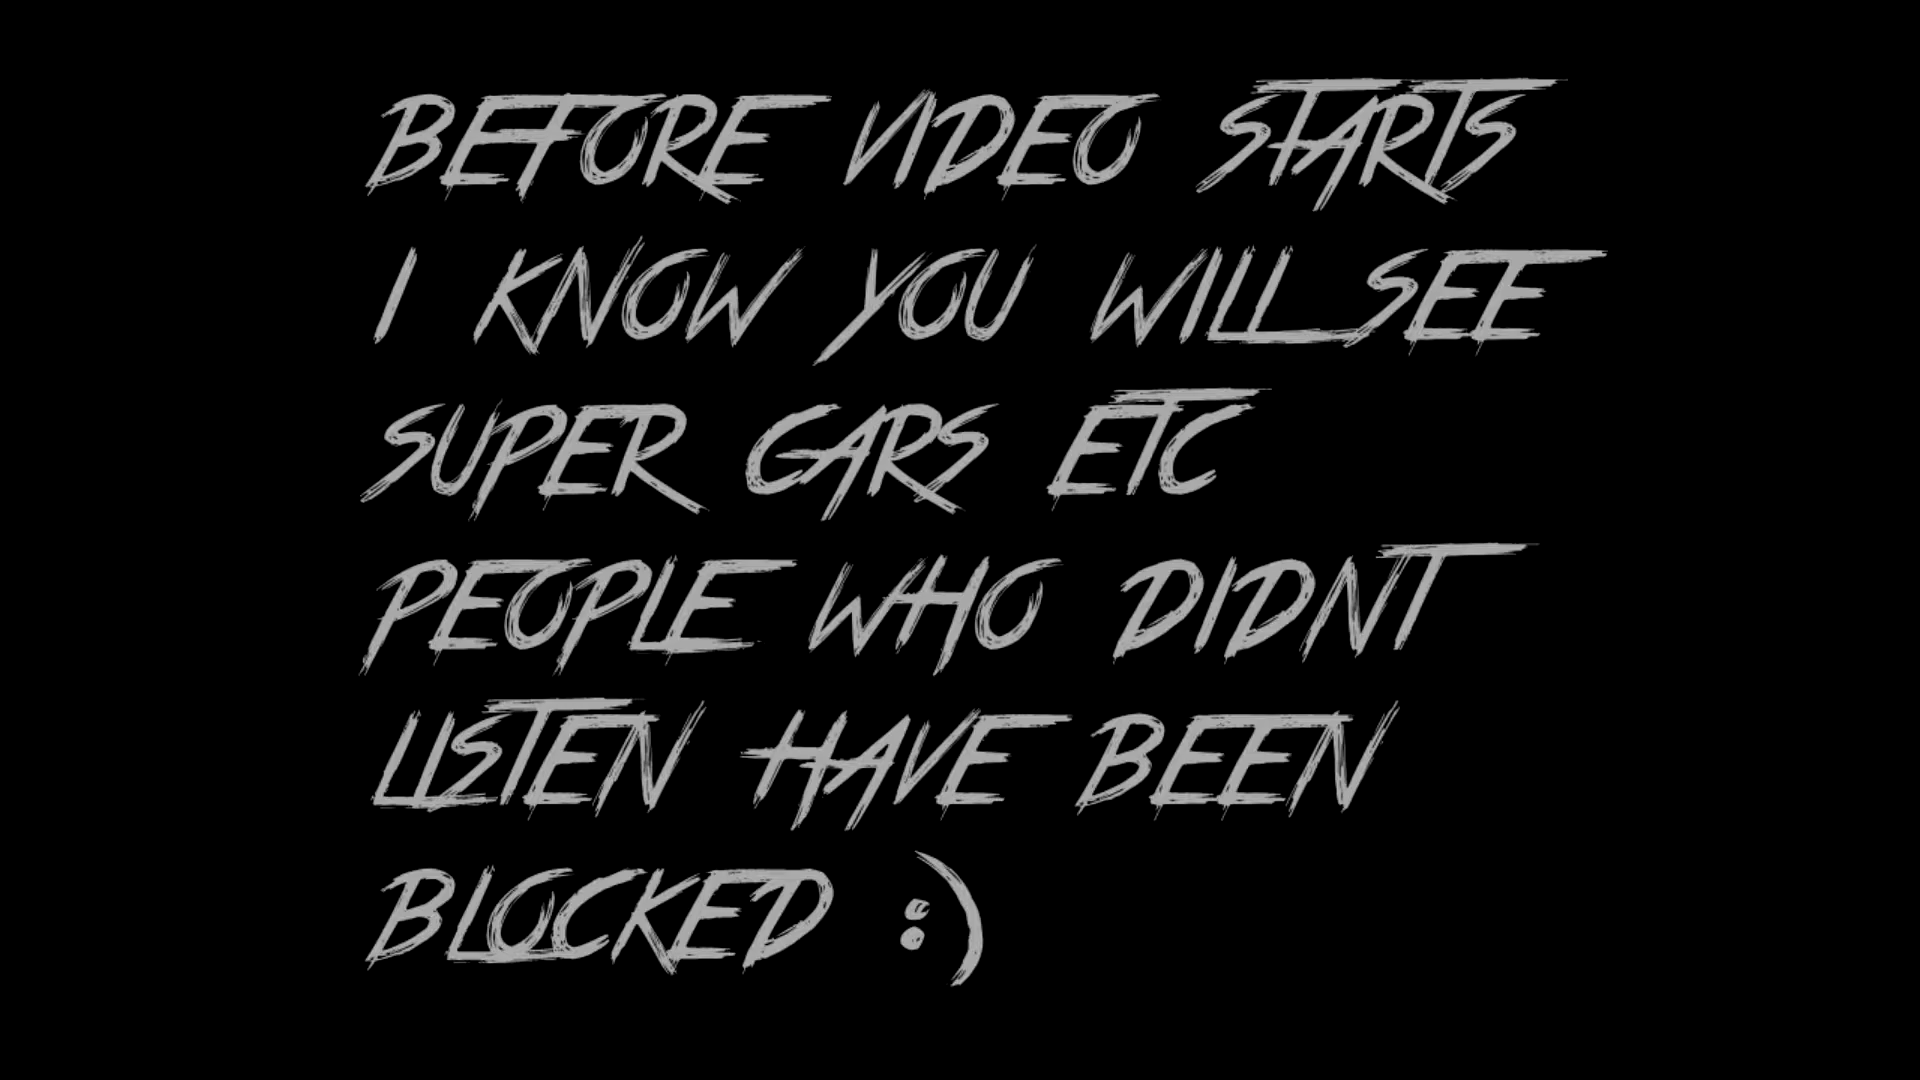 BEFORE VIDEO STARTS
I KNOW YOU WILL SEE
SUPER CARS ETC
PEOPLE WHO DIDNT
LISTEN HAVE BEEN
BLOCKED :)